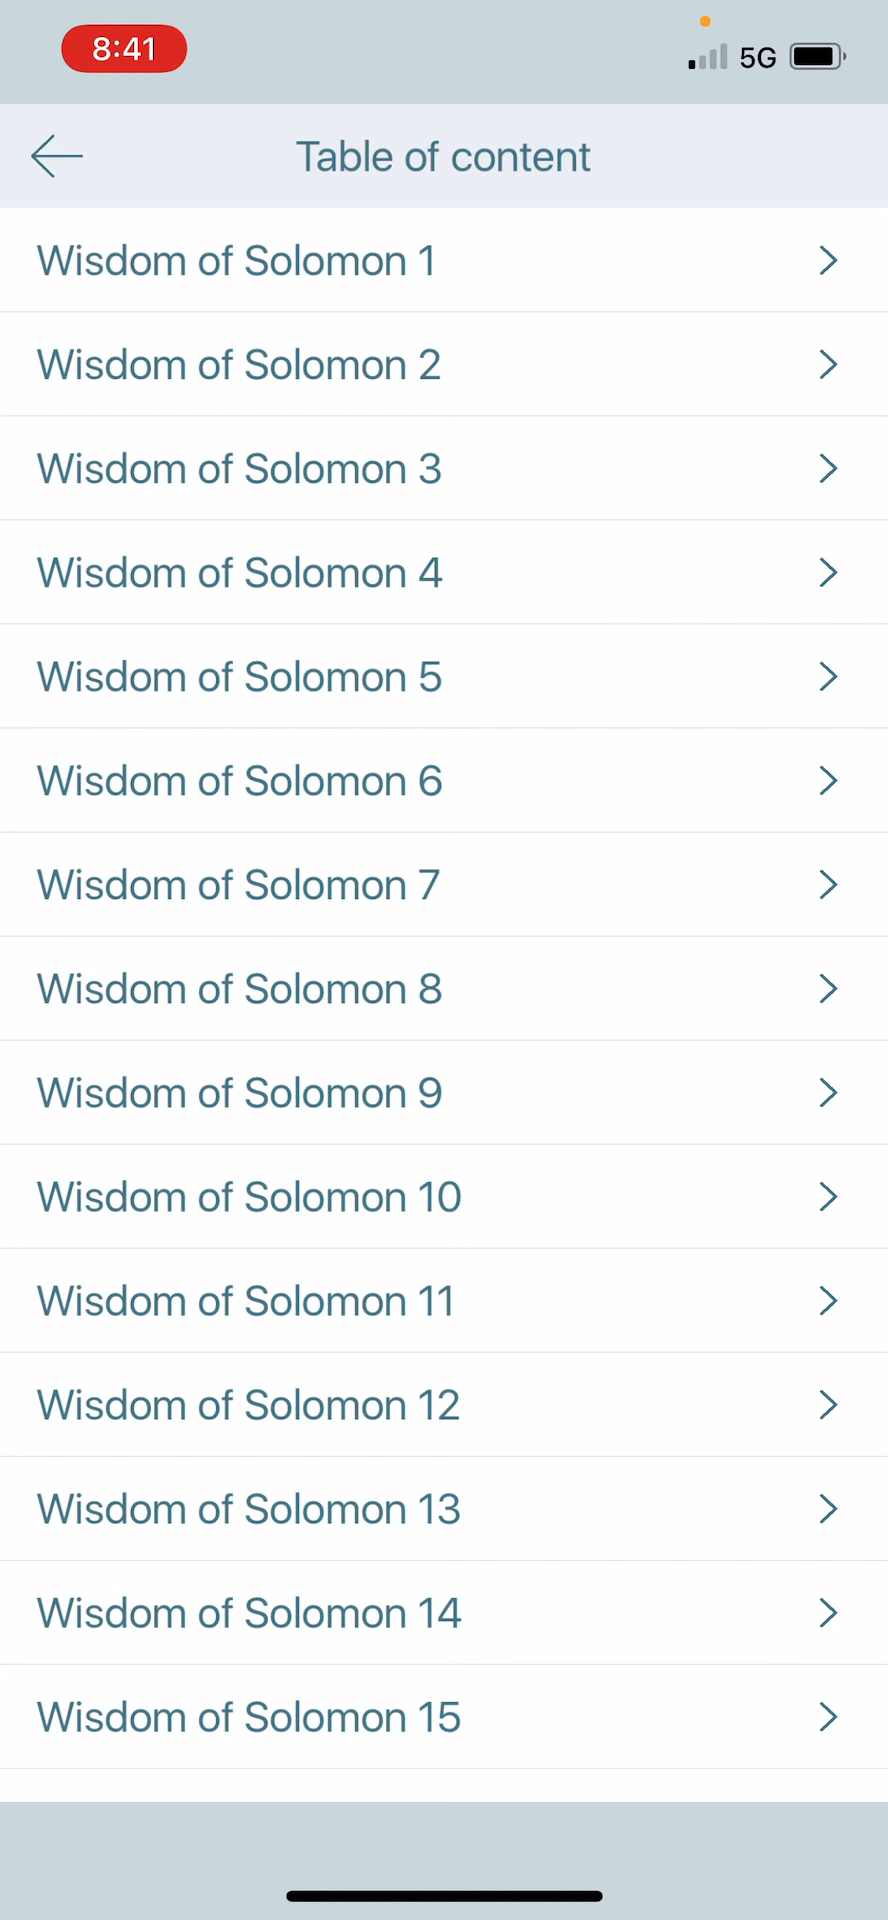 8:41
5G
Table of content
Wisdom of Solomon 1
Wisdom of Solomon 2
Wisdom of Solomon 3
Wisdom of Solomon 4
Wisdom of Solomon 5
Wisdom of Solomon 6
Wisdom of Solomon 7
Wisdom of Solomon 8
Wisdom of Solomon 9
Wisdom of Solomon 10
Wisdom of Solomon 11
Wisdom of Solomon 12
Wisdom of Solomon 13
Wisdom of Solomon 14
Wisdom of Solomon 15